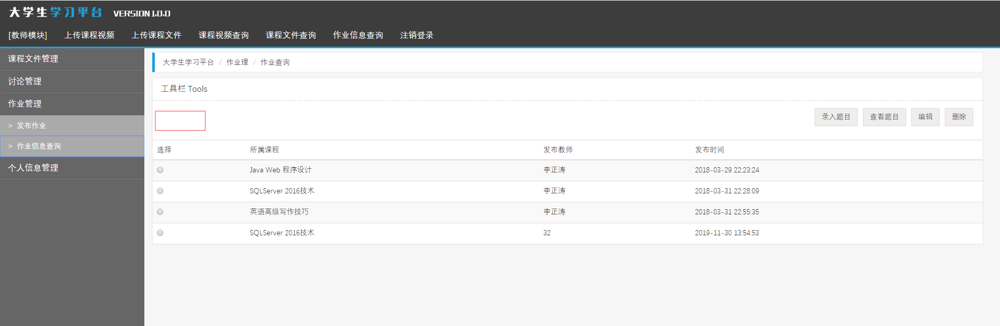 大学生学习平台 VERSION 1.0.0
[教师模块] 上传课程视频 上传课程文件 课程视频查询 课程文件查询 作业信息查询 注销登录
课程文件管理
讨论管理
作业管理
> 发布作业
> 作业信息查询
个人信息管理
大学生学习平台 / 作业理 / 作业查询
工具栏 Tools
录入题目 查看题目 编辑 删除
选择 所属课程 发布教师 发布时间
Java Web 程序设计 李正涛 2018-03-29 22:23:24
SQLServer 2016技术 李正涛 2018-03-31 22:28:09
英语高级写作技巧 李正涛 2018-03-31 22:55:35
SQLServer 2016技术 32 2019-11-30 13:54:53